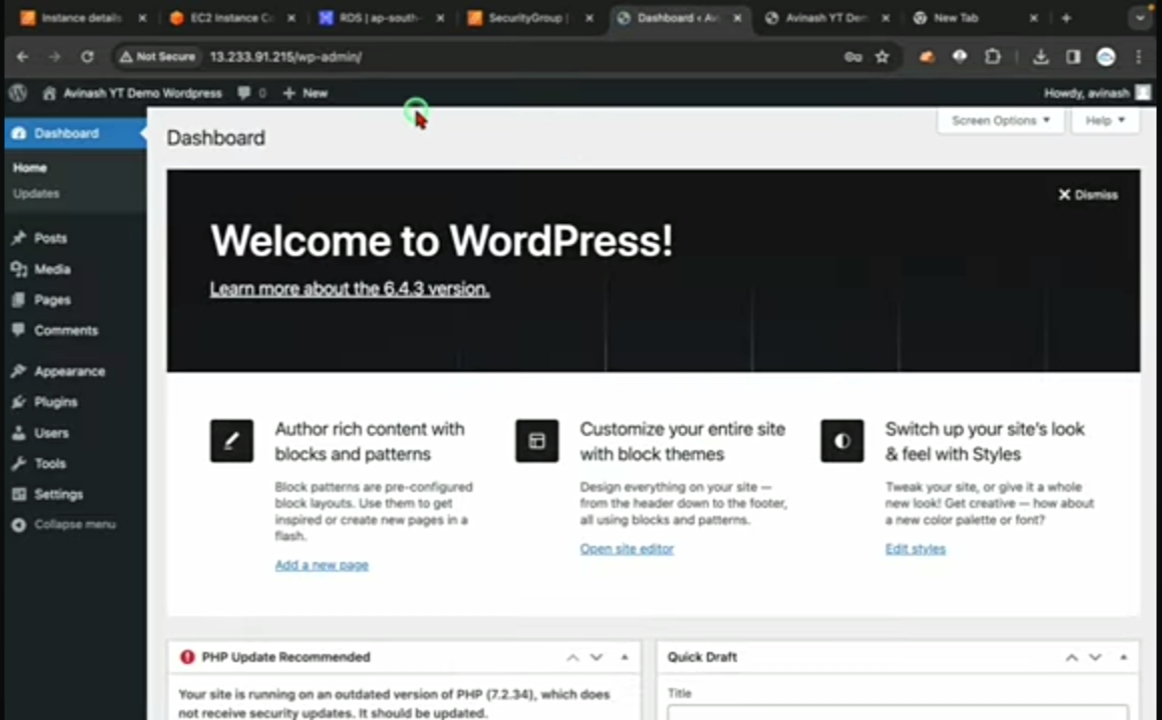 Instance details
EC2 Instance Co
RDS | ap-south-
SecurityGroup |
Dashboard ‹ Avi
Avinash YT Dem
New Tab
Not Secure
13.233.91.215/wp-admin/
Avinash YT Demo Wordpress
0
+ New
Howdy, avinash
Dashboard
Home
Updates
Posts
Media
Pages
Comments
Appearance
Plugins
Users
Tools
Settings
Collapse menu
Dashboard
Screen Options
Help
Dismiss
Welcome to WordPress!
Learn more about the 6.4.3 version.
Author rich content with
blocks and patterns
Block patterns are pre-configured
block layouts. Use them to get
inspired or create new pages in a
flash.
Add a new page
Customize your entire site
with block themes
Design everything on your site —
from the header down to the footer,
all using blocks and patterns.
Open site editor
Switch up your site's look
& feel with Styles
Tweak your site, or give it a whole
new look! Get creative — how about
a new color palette or font?
Edit styles
PHP Update Recommended
Your site is running on an outdated version of PHP (7.2.34), which does
not receive security updates. It should be updated.
Quick Draft
Title